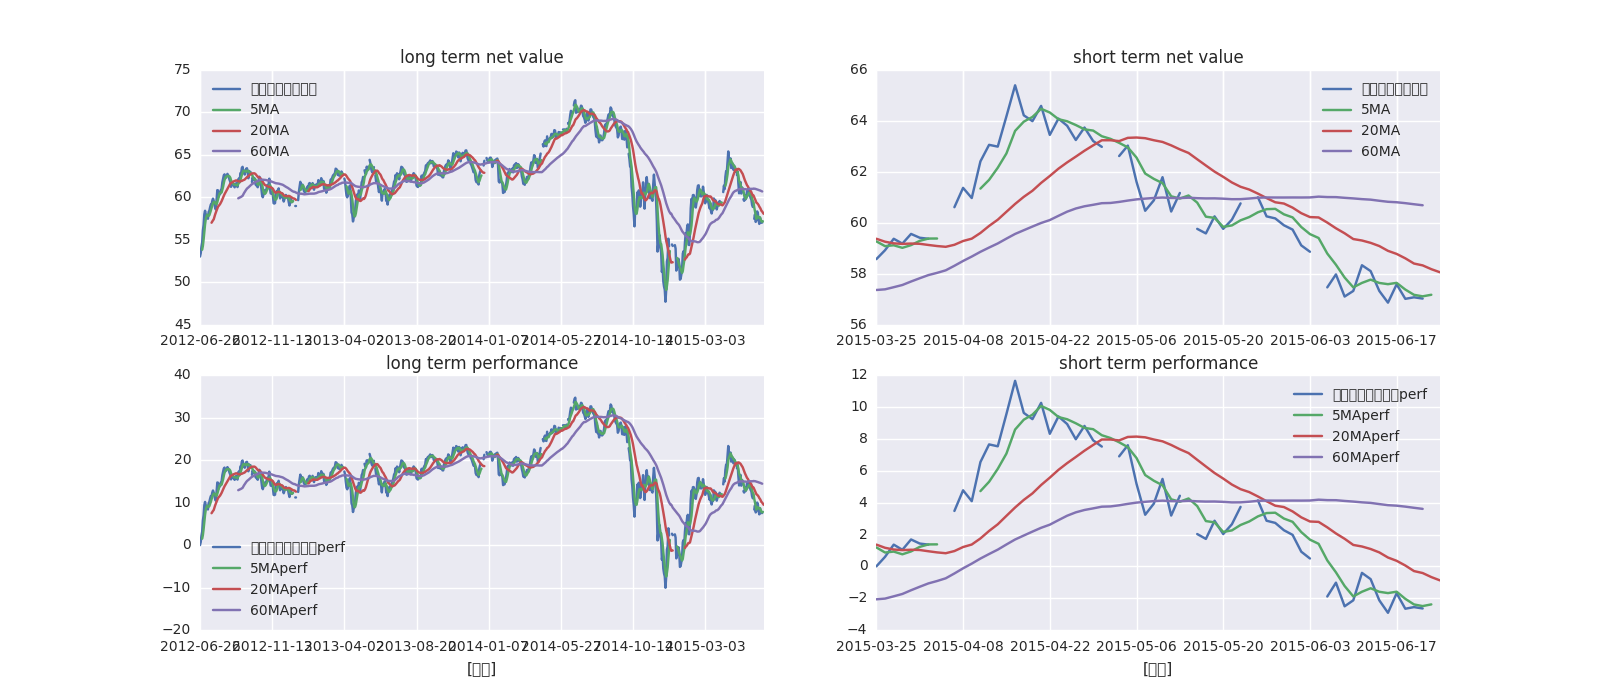 long term net value
75
70
65
60
55
50
45
5MA
20MA
60MA
2012-06-26 2012-11-13 2013-04-02 2013-08-20 2014-01-07 2014-05-27 2014-10-14 2015-03-03
short term net value
66
64
62
60
58
56
5MA
20MA
60MA
2015-03-25 2015-04-08 2015-04-22 2015-05-06 2015-05-20 2015-06-03 2015-06-17
long term performance
40
30
20
10
0
−10
−20
perf
5MAperf
20MAperf
60MAperf
2012-06-26 2012-11-13 2013-04-02 2013-08-20 2014-01-07 2014-05-27 2014-10-14 2015-03-03
short term performance
12
10
8
6
4
2
0
−2
−4
perf
5MAperf
20MAperf
60MAperf
2015-03-25 2015-04-08 2015-04-22 2015-05-06 2015-05-20 2015-06-03 2015-06-17